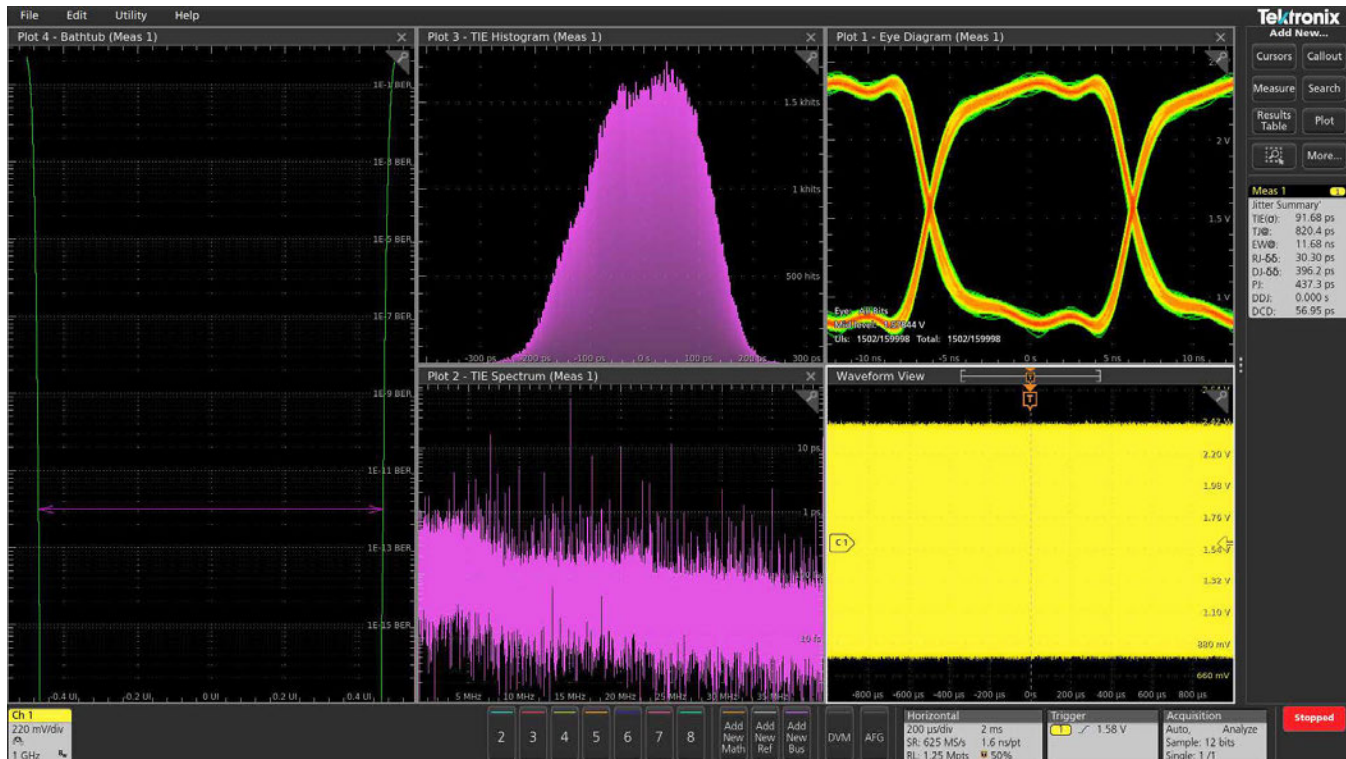 File Edit Utility Help
Tektronix
Add New...
Cursors Callout
Measure Search
Results Table Plot
More...
Meas 1 1
Jitter Summary'
TIE(σ): 91.68 ps
TJ@: 820.4 ps
EW@: 11.68 ns
RJ-δδ: 30.30 ps
DJ-δδ: 396.2 ps
PJ: 437.3 ps
DDJ: 0.000 s
DCD: 56.95 ps
Plot 4 - Bathtub (Meas 1)
1E-1 BER
1E-3 BER
1E-5 BER
1E-7 BER
1E-9 BER
1E-11 BER
1E-13 BER
1E-15 BER
-0.4 UI -0.2 UI 0 UI 0.2 UI 0.4 UI
Plot 3 - TIE Histogram (Meas 1)
1.5 khits
1 khits
500 hits
-300 ps -200 ps -100 ps 0 s 100 ps 200 ps 300 ps
Plot 1 - Eye Diagram (Meas 1)
2 V
1.5 V
1 V
Eye: All Bits
UIs: 1502/159998 Total: 1502/159998
-10 ns -5 ns 0 s 5 ns 10 ns
Plot 2 - TIE Spectrum (Meas 1)
10 ps
1 ps
10 fs
5 MHz 10 MHz 15 MHz 20 MHz 25 MHz 30 MHz 35 MHz
Waveform View
T
C1
2.42 V
2.20 V
1.98 V
1.76 V
1.54 V
1.32 V
1.10 V
880 mV
660 mV
-800 µs -600 µs -400 µs -200 µs 0 s 200 µs 400 µs 600 µs 800 µs
Ch 1
220 mV/div
1 GHz
2 3 4 5 6 7 8
Add New Math
Add New Ref
Add New Bus
DVM AFG
Horizontal
200 µs/div 2 ms
SR: 625 MS/s 1.6 ns/pt
RL: 1.25 Mpts 50%
Trigger
1 1.58 V
Acquisition
Auto, Analyze
Sample: 12 bits
Single: 1 /1
Stopped